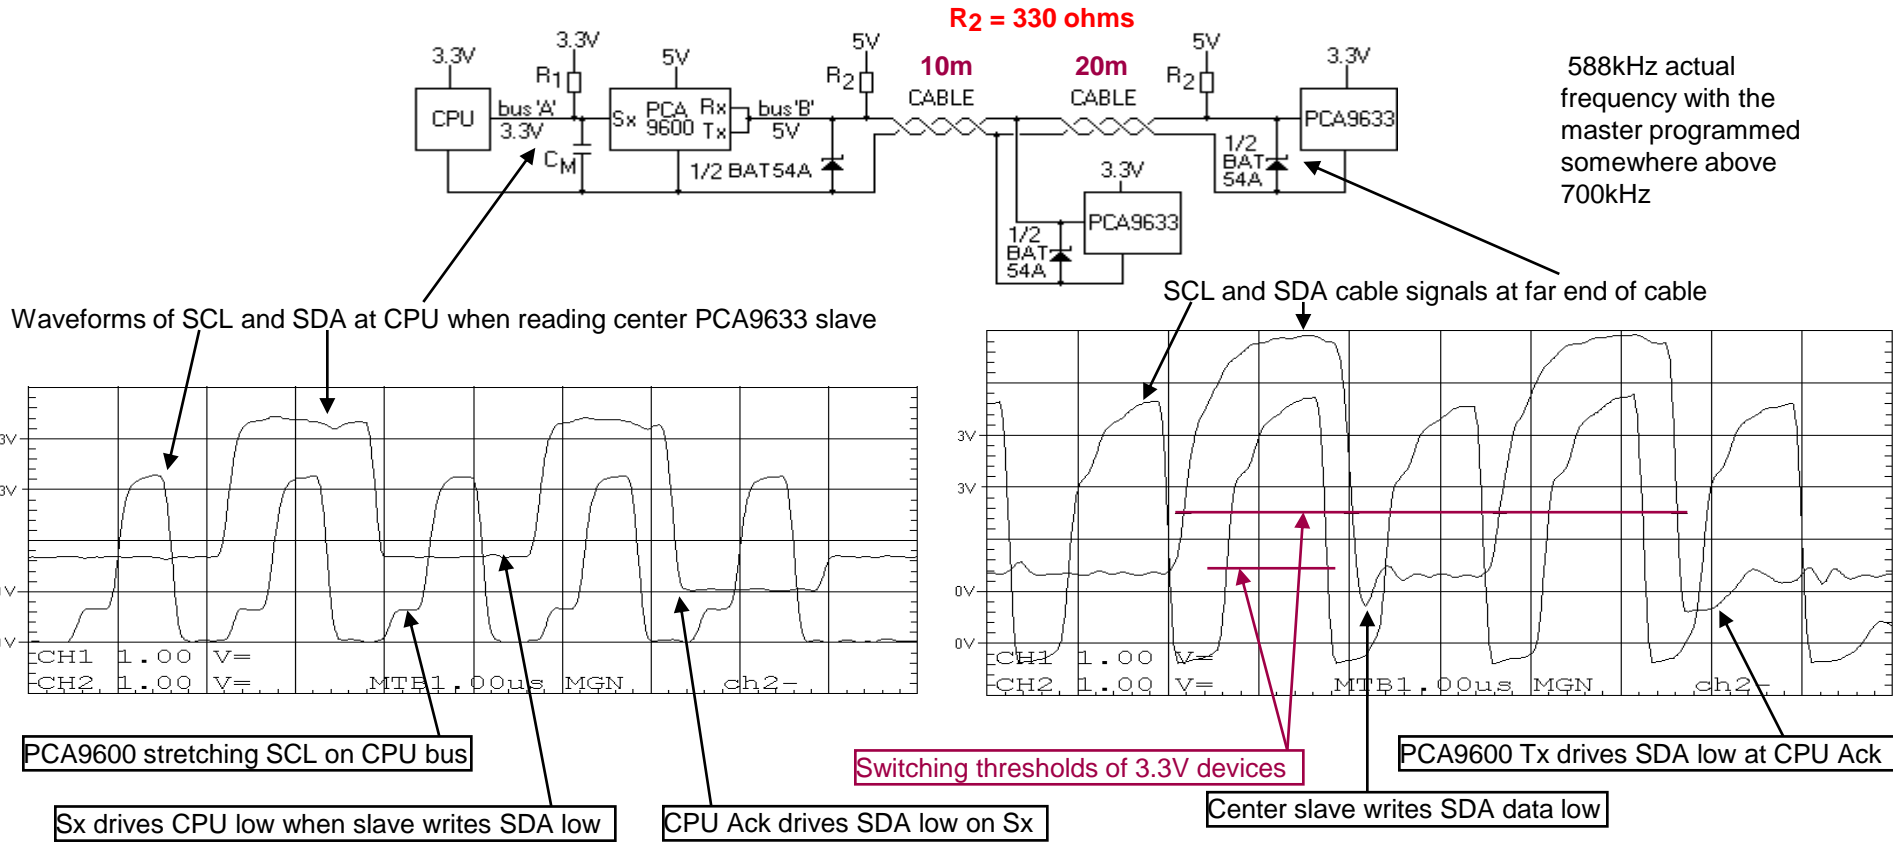 R2 = 330 ohms
3.3V
3.3V
5V
5V
10m
20m
5V
3.3V
R1
R2
CABLE
CABLE
R2
CPU
bus'A'
3.3V
Sx
PCA
9600
Rx
Tx
bus'B'
5V
PCA9633
CM
1/2 BAT54A
1/2
BAT
54A
3.3V
PCA9633
1/2
BAT
54A
588kHz actual
frequency with the
master programmed
somewhere above
700kHz
Waveforms of SCL and SDA at CPU when reading center PCA9633 slave
SCL and SDA cable signals at far end of cable
3V
3V
0V
0V
CH1 1.00 V=
CH2 1.00 V= MTB1.00us MGN ch2-
3V
3V
0V
0V
CH1 1.00 V=
CH2 1.00 V= MTB1.00us MGN ch2-
PCA9600 stretching SCL on CPU bus
Switching thresholds of 3.3V devices
PCA9600 Tx drives SDA low at CPU Ack
Sx drives CPU low when slave writes SDA low
CPU Ack drives SDA low on Sx
Center slave writes SDA data low